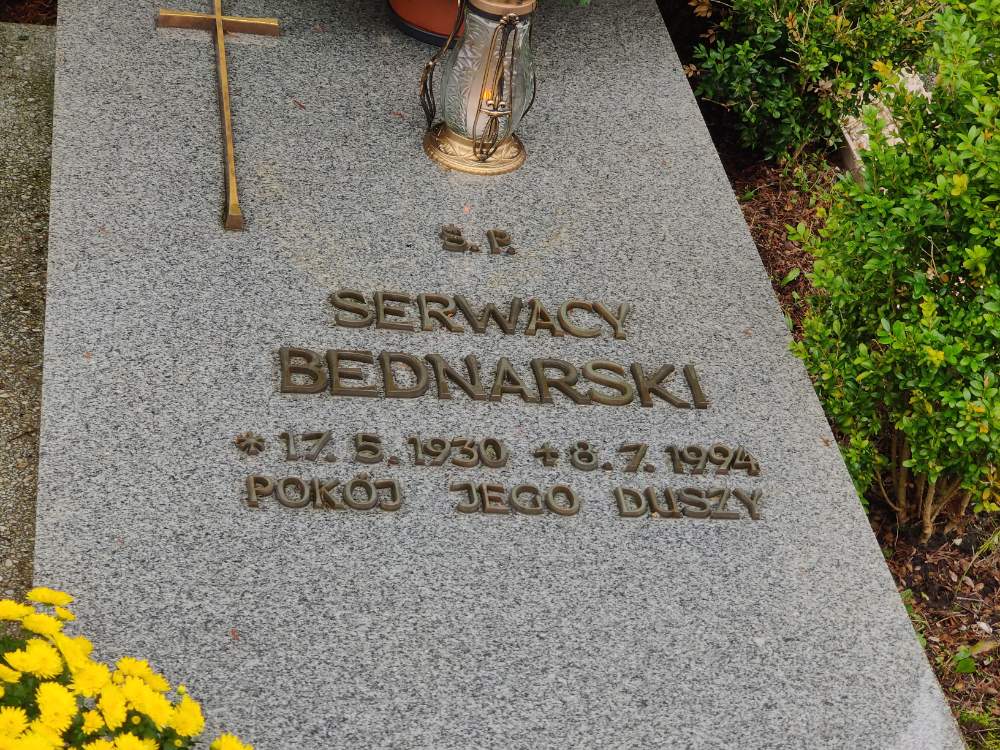 Ś. P.
SERWACY
BEDNARSKI
* 17. 5. 1930 + 8. 7. 1994
POKÓJ JEGO DUSZY